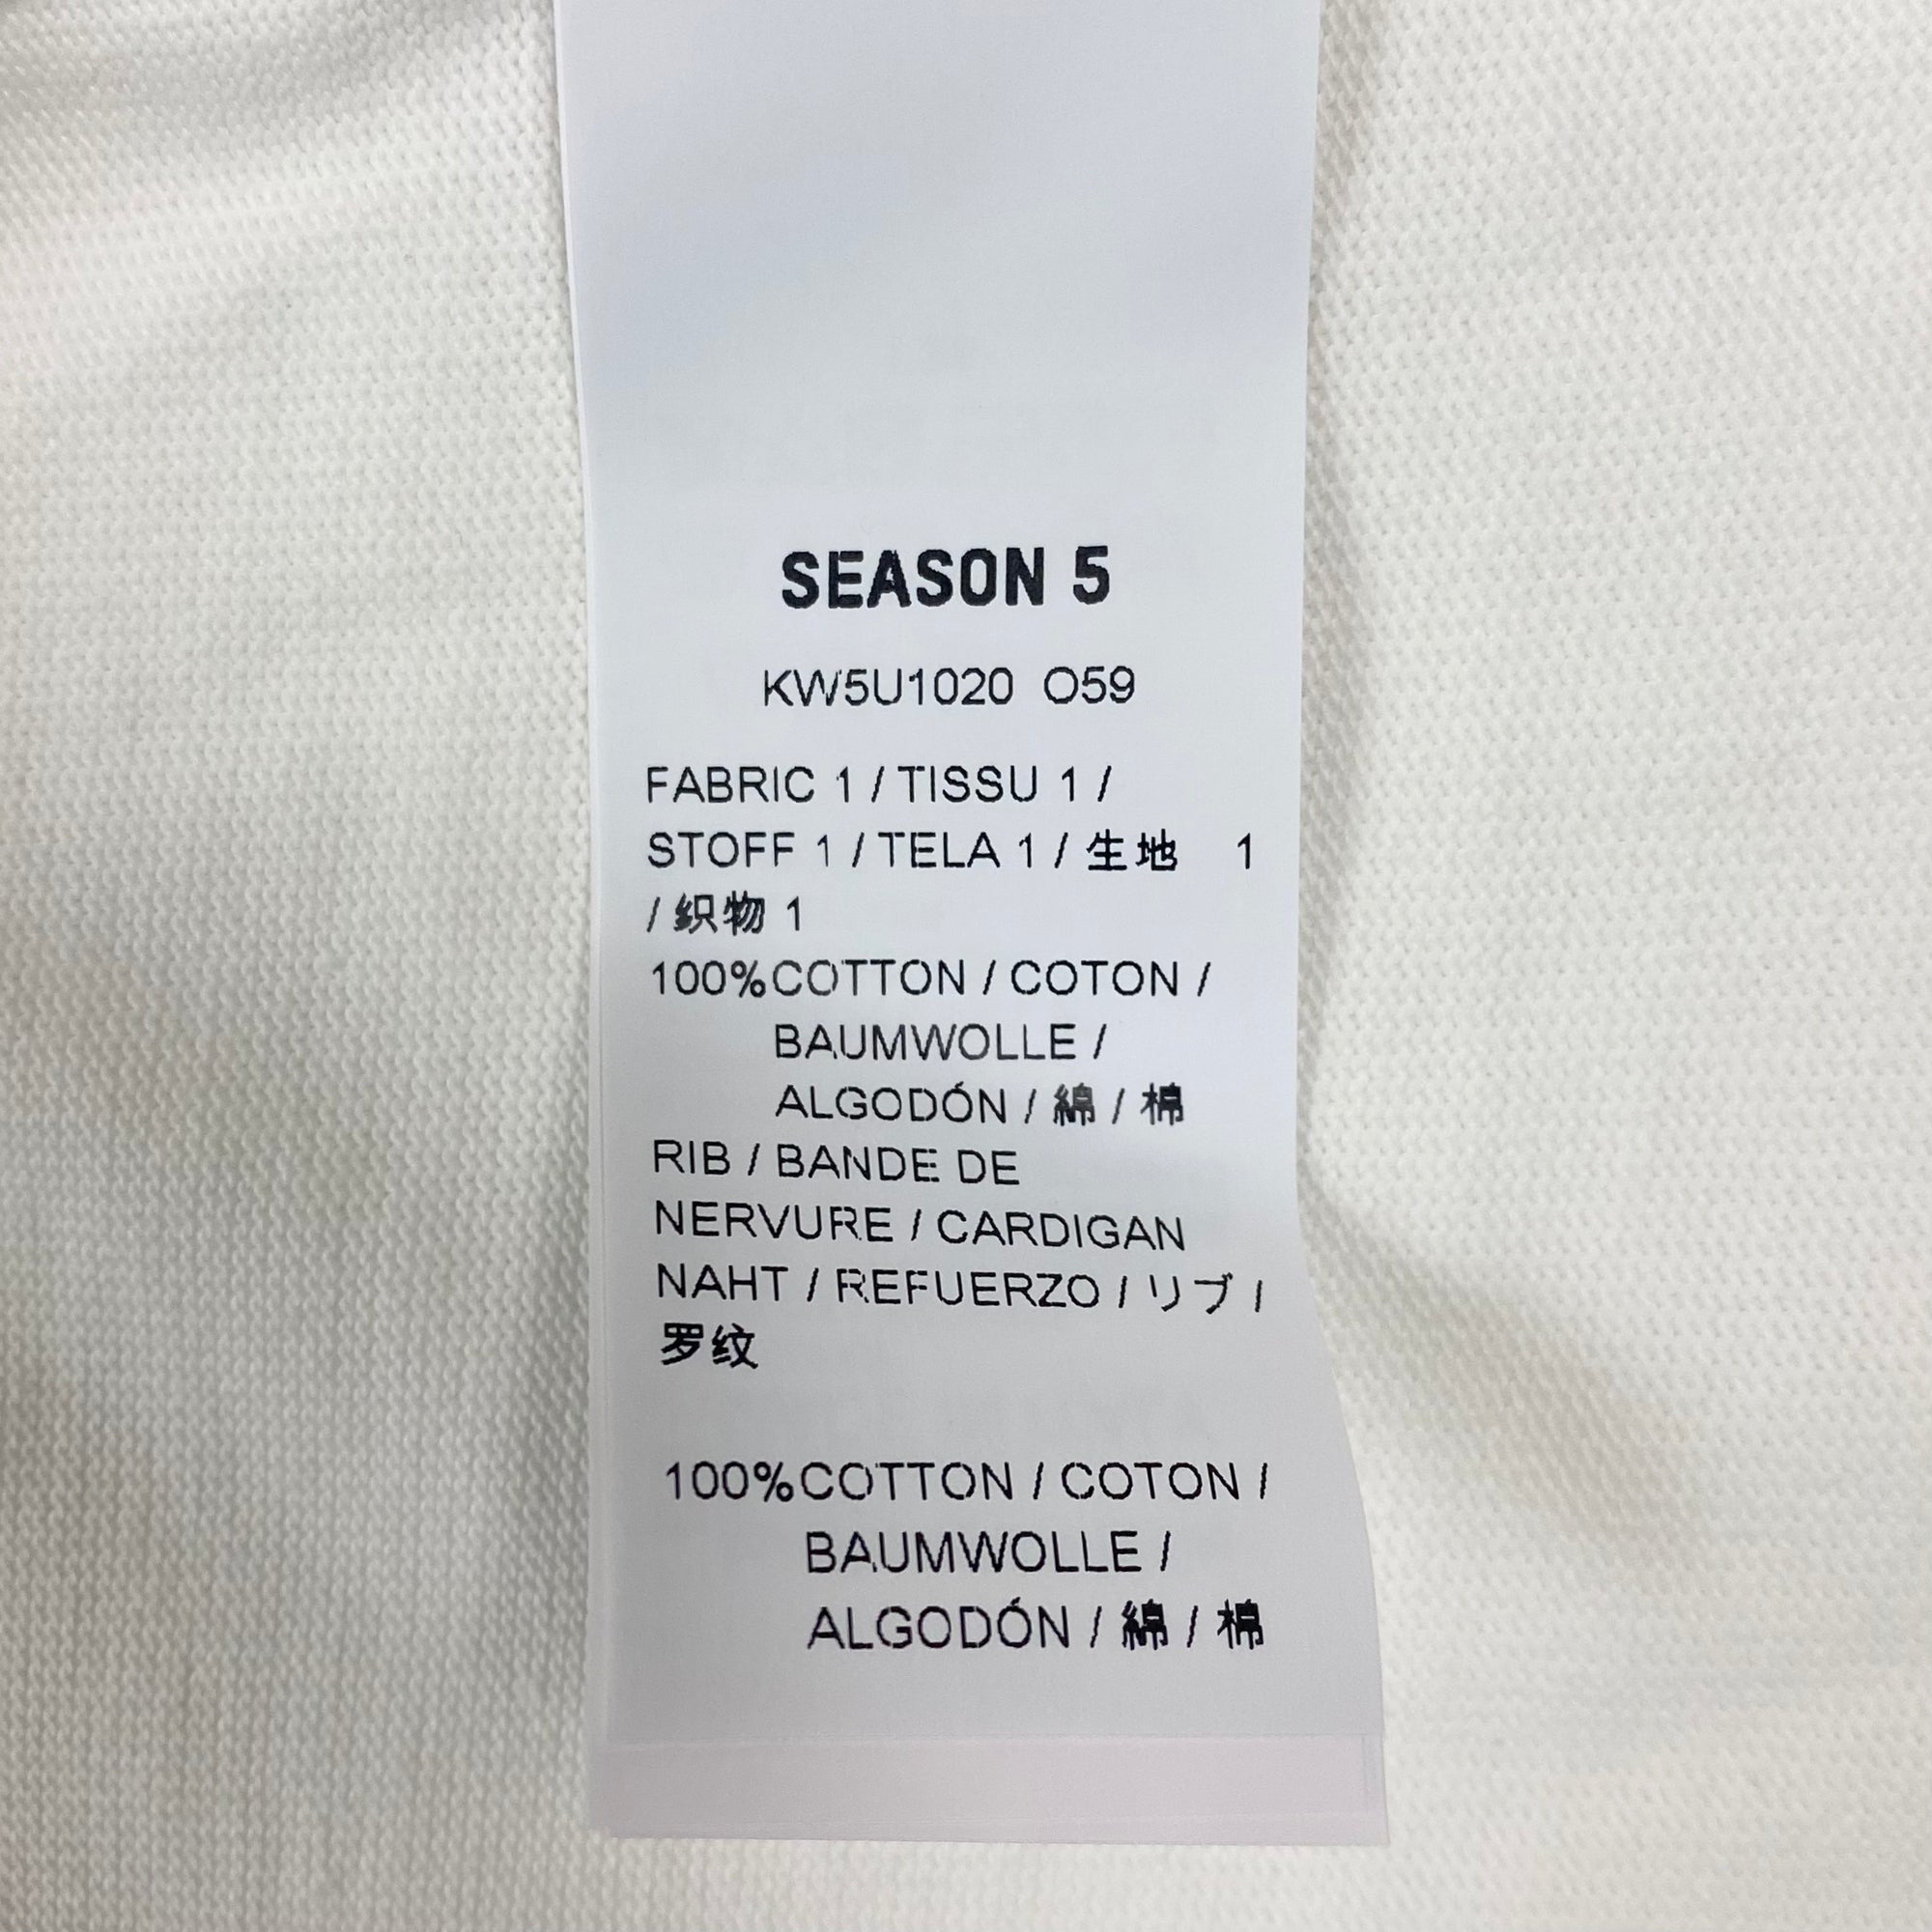 SEASON 5
KW5U1020 O59
FABRIC 1 / TISSU 1 /
STOFF 1 / TELA 1 / 生地　1
/ 织物 1
100%COTTON / COTON /
BAUMWOLLE /
ALGODÓN / 綿 / 棉
RIB / BANDE DE
NERVURE / CARDIGAN
NAHT / REFUERZO / リブ /
罗纹
100%COTTON / COTON /
BAUMWOLLE /
ALGODÓN / 綿 / 棉